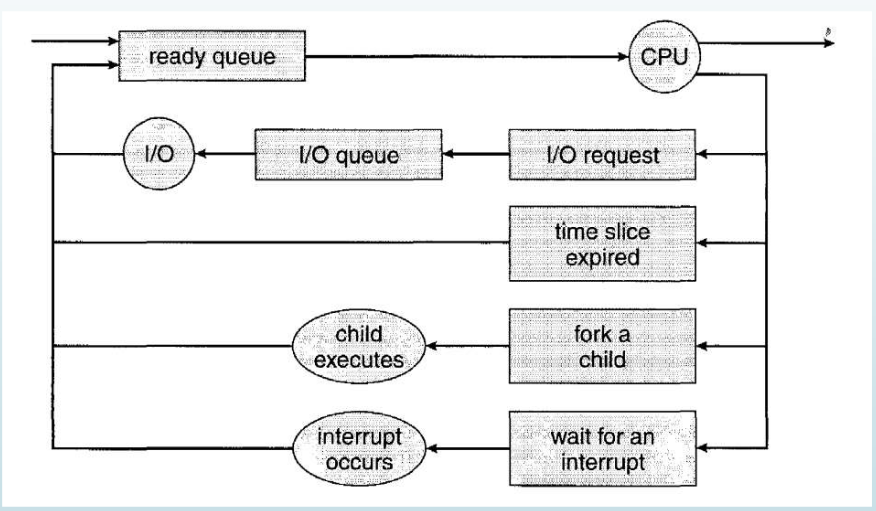 ready queue
CPU
I/O
I/O queue
I/O request
time slice
expired
child
executes
fork a
child
interrupt
occurs
wait for an
interrupt